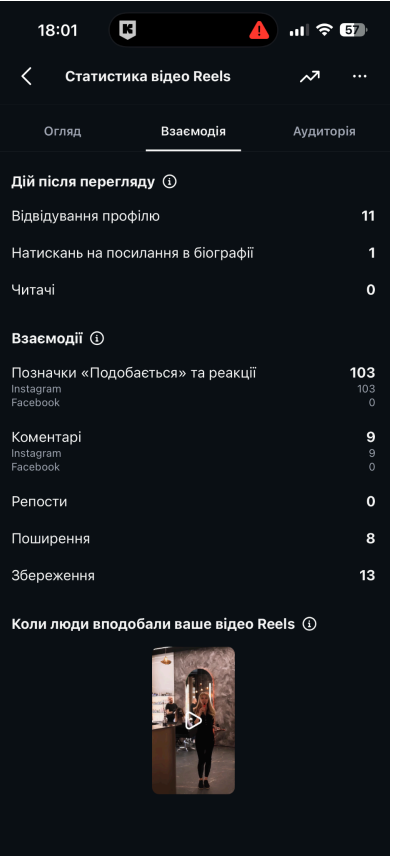 18:01
57
Статистика відео Reels
Огляд
Взаємодія
Аудиторія
Дій після перегляду
Відвідування профілю 11
Натискань на посилання в біографії 1
Читачі 0
Взаємодії
Позначки «Подобається» та реакції 103
Instagram 103
Facebook 0
Коментарі 9
Instagram 9
Facebook 0
Репости 0
Поширення 8
Збереження 13
Коли люди вподобали ваше відео Reels